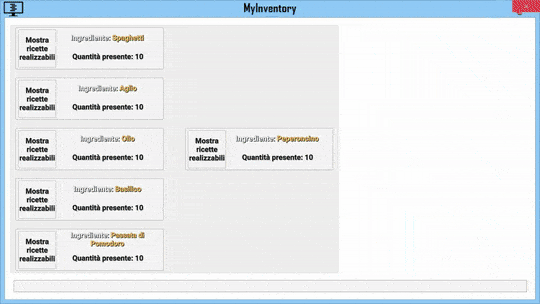 MyInventory
Mostra
ricette
realizzabili
Ingrediente: Spaghetti
Quantità presente: 10
Mostra
ricette
realizzabili
Ingrediente: Aglio
Quantità presente: 10
Mostra
ricette
realizzabili
Ingrediente: Olio
Quantità presente: 10
Mostra
ricette
realizzabili
Ingrediente: Peperoncino
Quantità presente: 10
Mostra
ricette
realizzabili
Ingrediente: Basilico
Quantità presente: 10
Mostra
ricette
realizzabili
Ingrediente: Passata di
Pomodoro
Quantità presente: 10